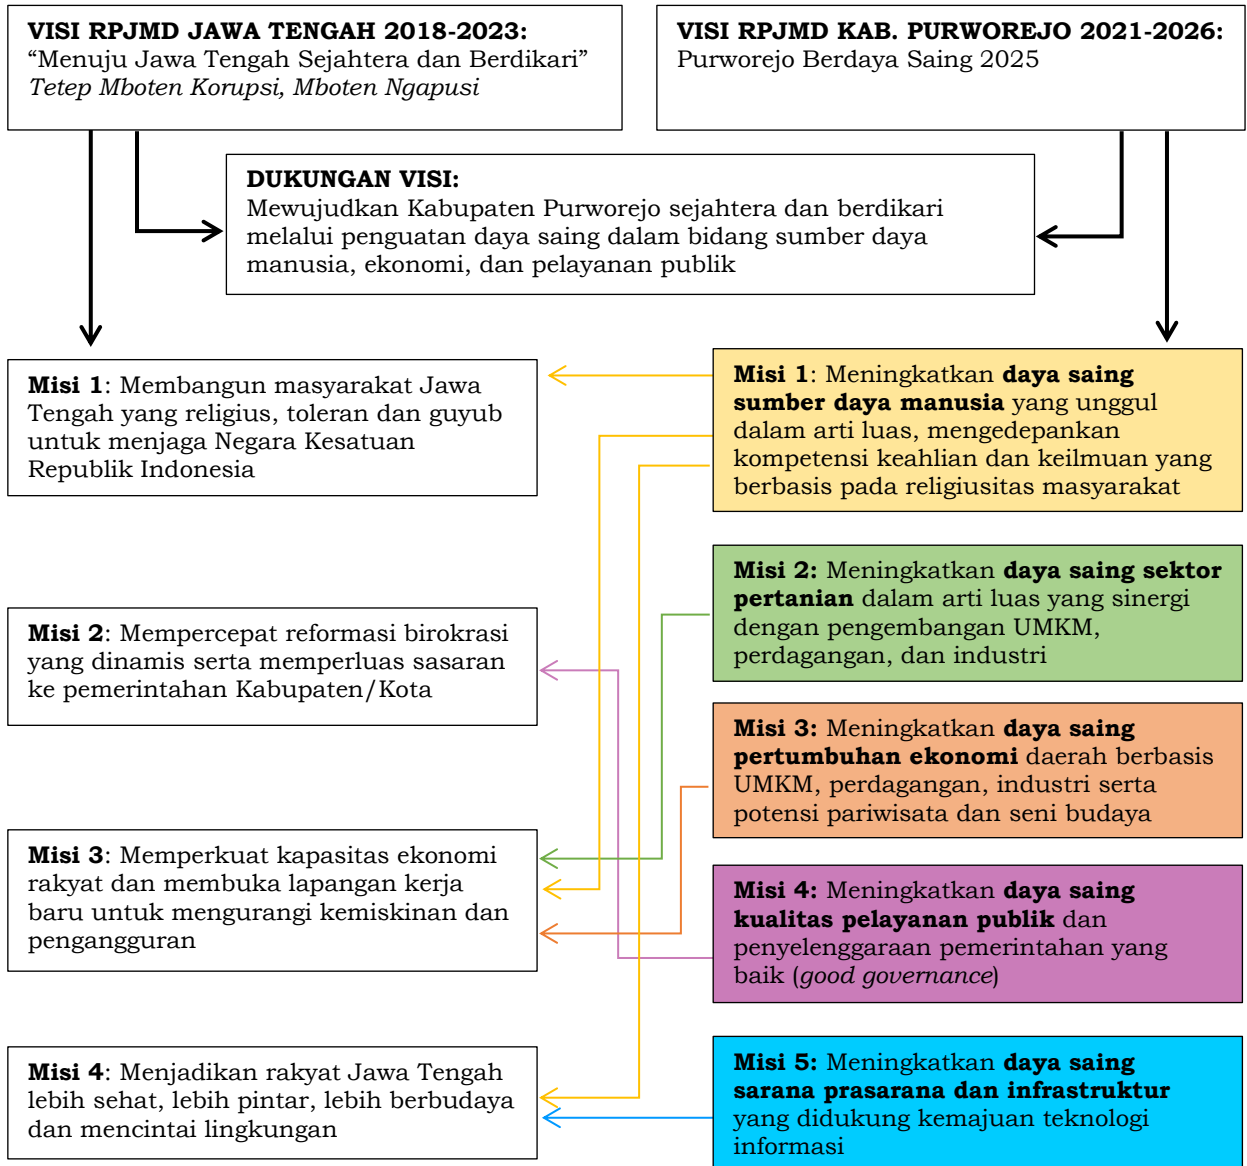 VISI RPJMD JAWA TENGAH 2018-2023:
“Menuju Jawa Tengah Sejahtera dan Berdikari”
Tetep Mboten Korupsi, Mboten Ngapusi
VISI RPJMD KAB. PURWOREJO 2021-2026:
Purworejo Berdaya Saing 2025
DUKUNGAN VISI:
Mewujudkan Kabupaten Purworejo sejahtera dan berdikari
melalui penguatan daya saing dalam bidang sumber daya
manusia, ekonomi, dan pelayanan publik
Misi 1: Membangun masyarakat Jawa
Tengah yang religius, toleran dan guyub
untuk menjaga Negara Kesatuan
Republik Indonesia
Misi 2: Mempercepat reformasi birokrasi
yang dinamis serta memperluas sasaran
ke pemerintahan Kabupaten/Kota
Misi 3: Memperkuat kapasitas ekonomi
rakyat dan membuka lapangan kerja
baru untuk mengurangi kemiskinan dan
pengangguran
Misi 4: Menjadikan rakyat Jawa Tengah
lebih sehat, lebih pintar, lebih berbudaya
dan mencintai lingkungan
Misi 1: Meningkatkan daya saing
sumber daya manusia yang unggul
dalam arti luas, mengedepankan
kompetensi keahlian dan keilmuan yang
berbasis pada religiusitas masyarakat
Misi 2: Meningkatkan daya saing sektor
pertanian dalam arti luas yang sinergi
dengan pengembangan UMKM,
perdagangan, dan industri
Misi 3: Meningkatkan daya saing
pertumbuhan ekonomi daerah berbasis
UMKM, perdagangan, industri serta
potensi pariwisata dan seni budaya
Misi 4: Meningkatkan daya saing
kualitas pelayanan publik dan
penyelenggaraan pemerintahan yang
baik (good governance)
Misi 5: Meningkatkan daya saing
sarana prasarana dan infrastruktur
yang didukung kemajuan teknologi
informasi